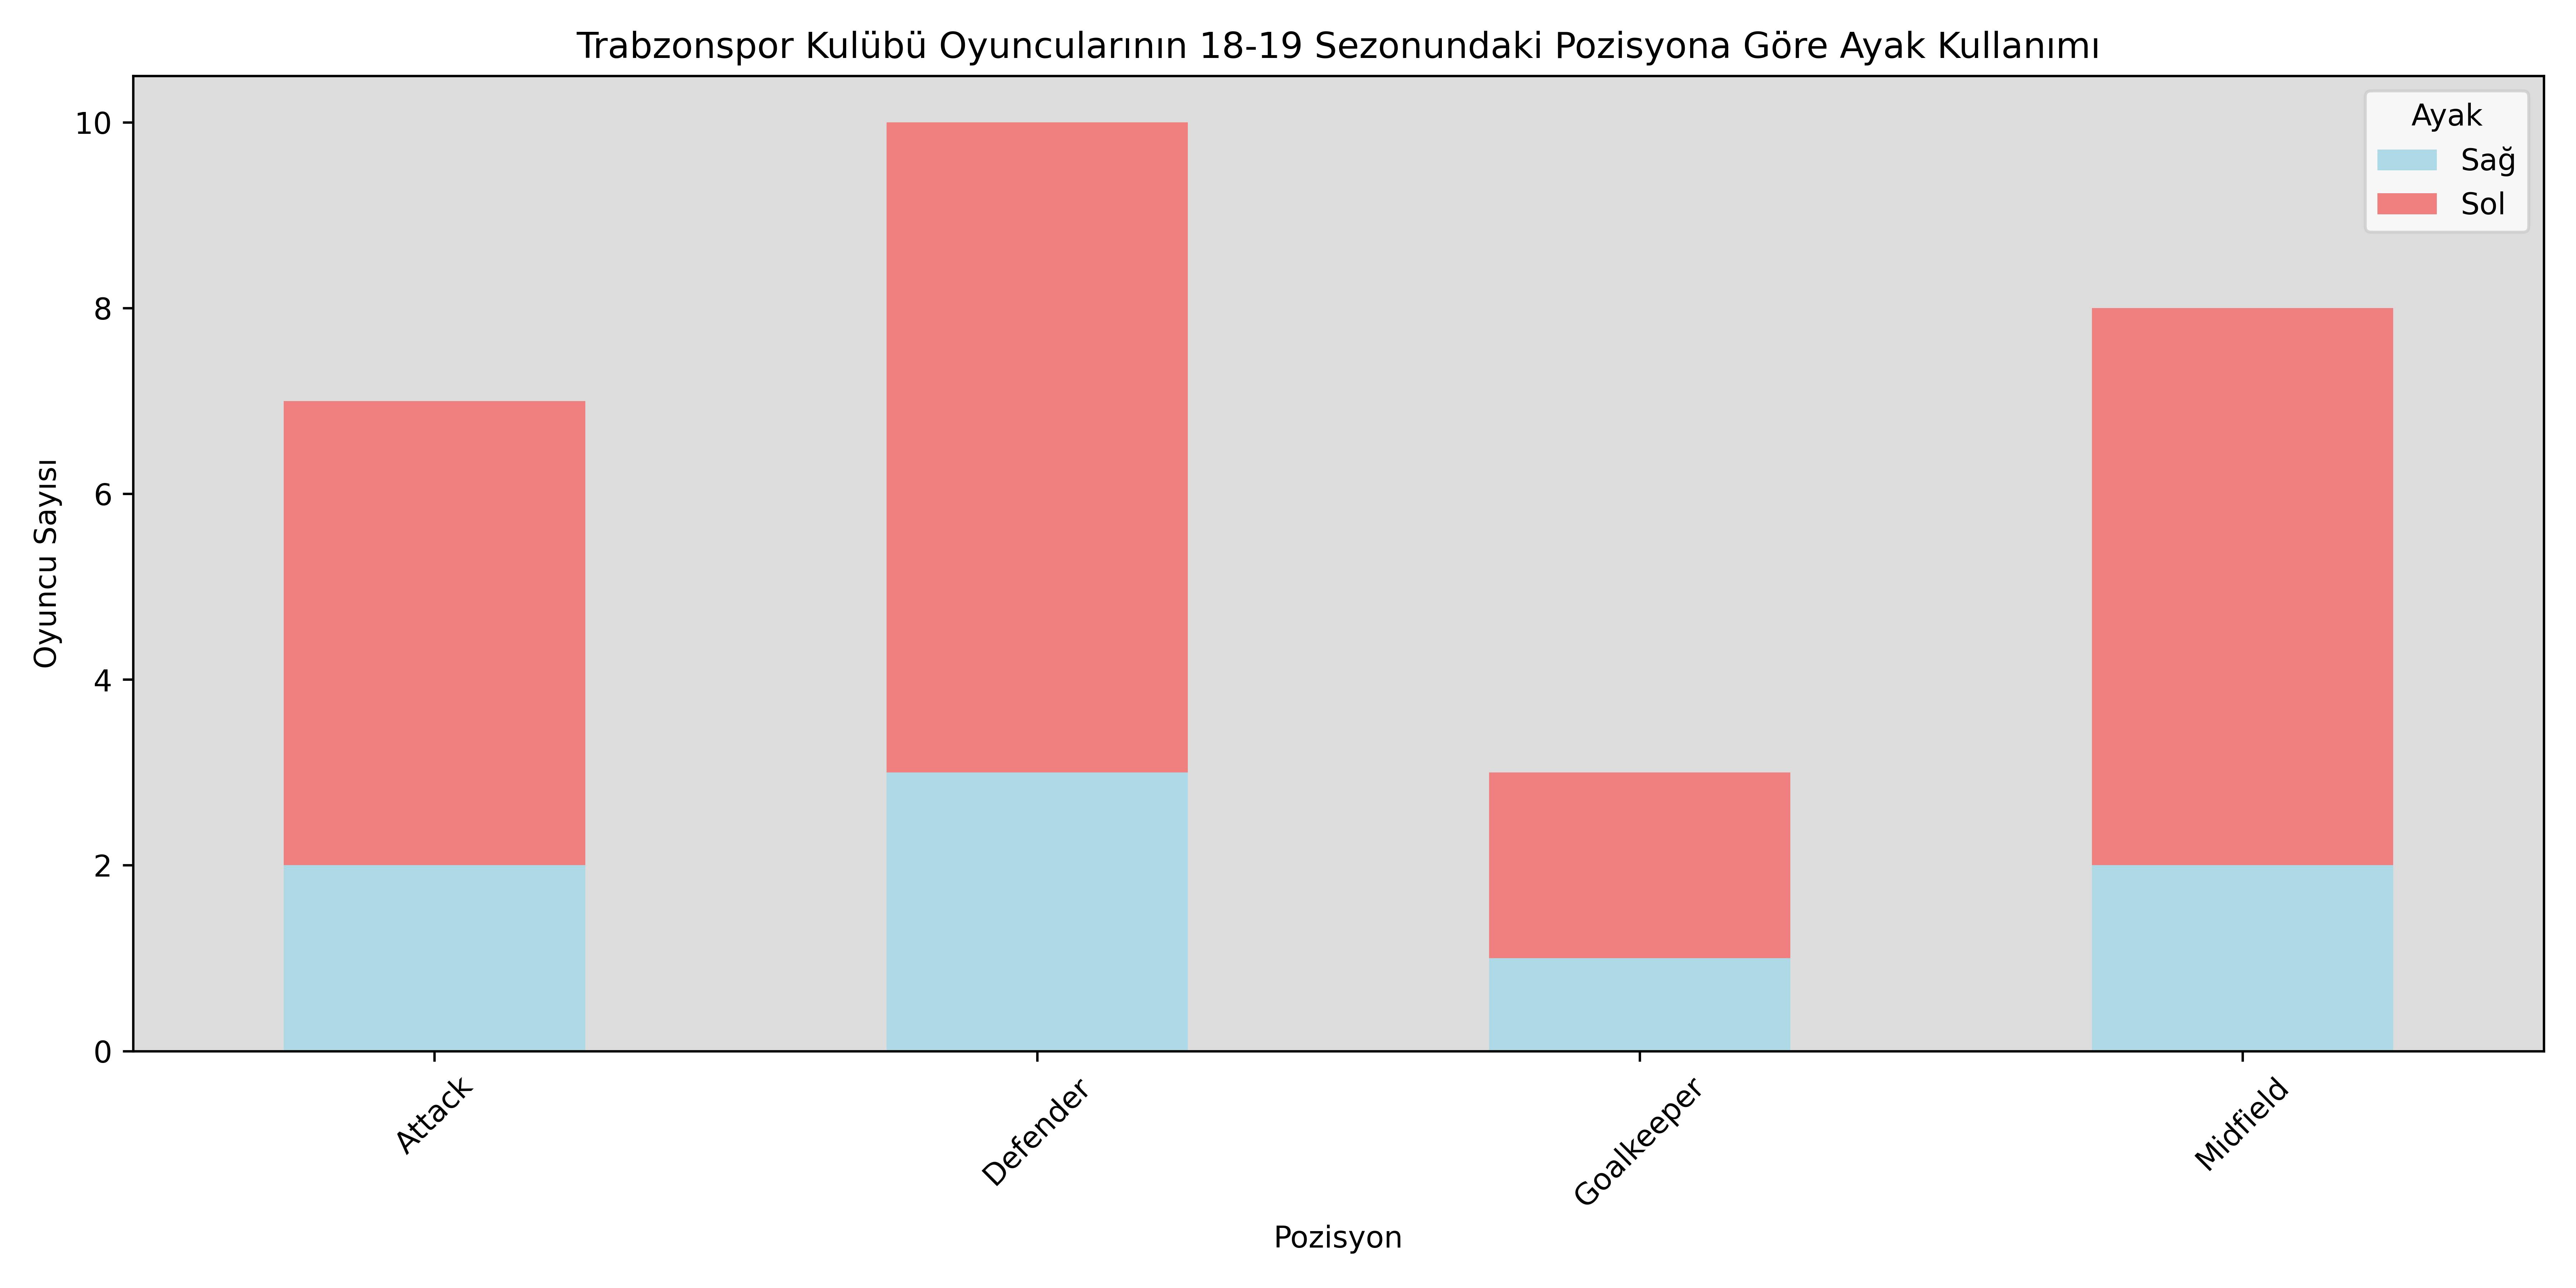 Trabzonspor Kulübü Oyuncularının 18-19 Sezonundaki Pozisyona Göre Ayak Kullanımı
Ayak
Sağ
Sol
Oyuncu Sayısı
10
8
6
4
2
0
Attack
Defender
Goalkeeper
Midfield
Pozisyon